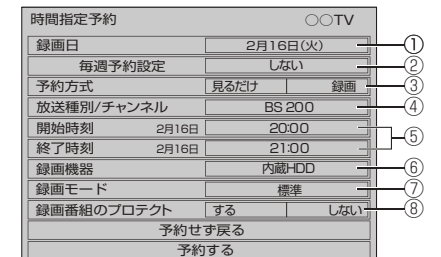 時間指定予約 ○○TV
録画日 2月16日(火) ①
毎週予約設定 しない ②
予約方式 見るだけ 録画 ③
放送種別/チャンネル BS 200 ④
開始時刻 2月16日 20:00 ⑤
終了時刻 2月16日 21:00
録画機器 内蔵HDD ⑥
録画モード 標準 ⑦
録画番組のプロテクト する しない ⑧
予約せず戻る
予約する